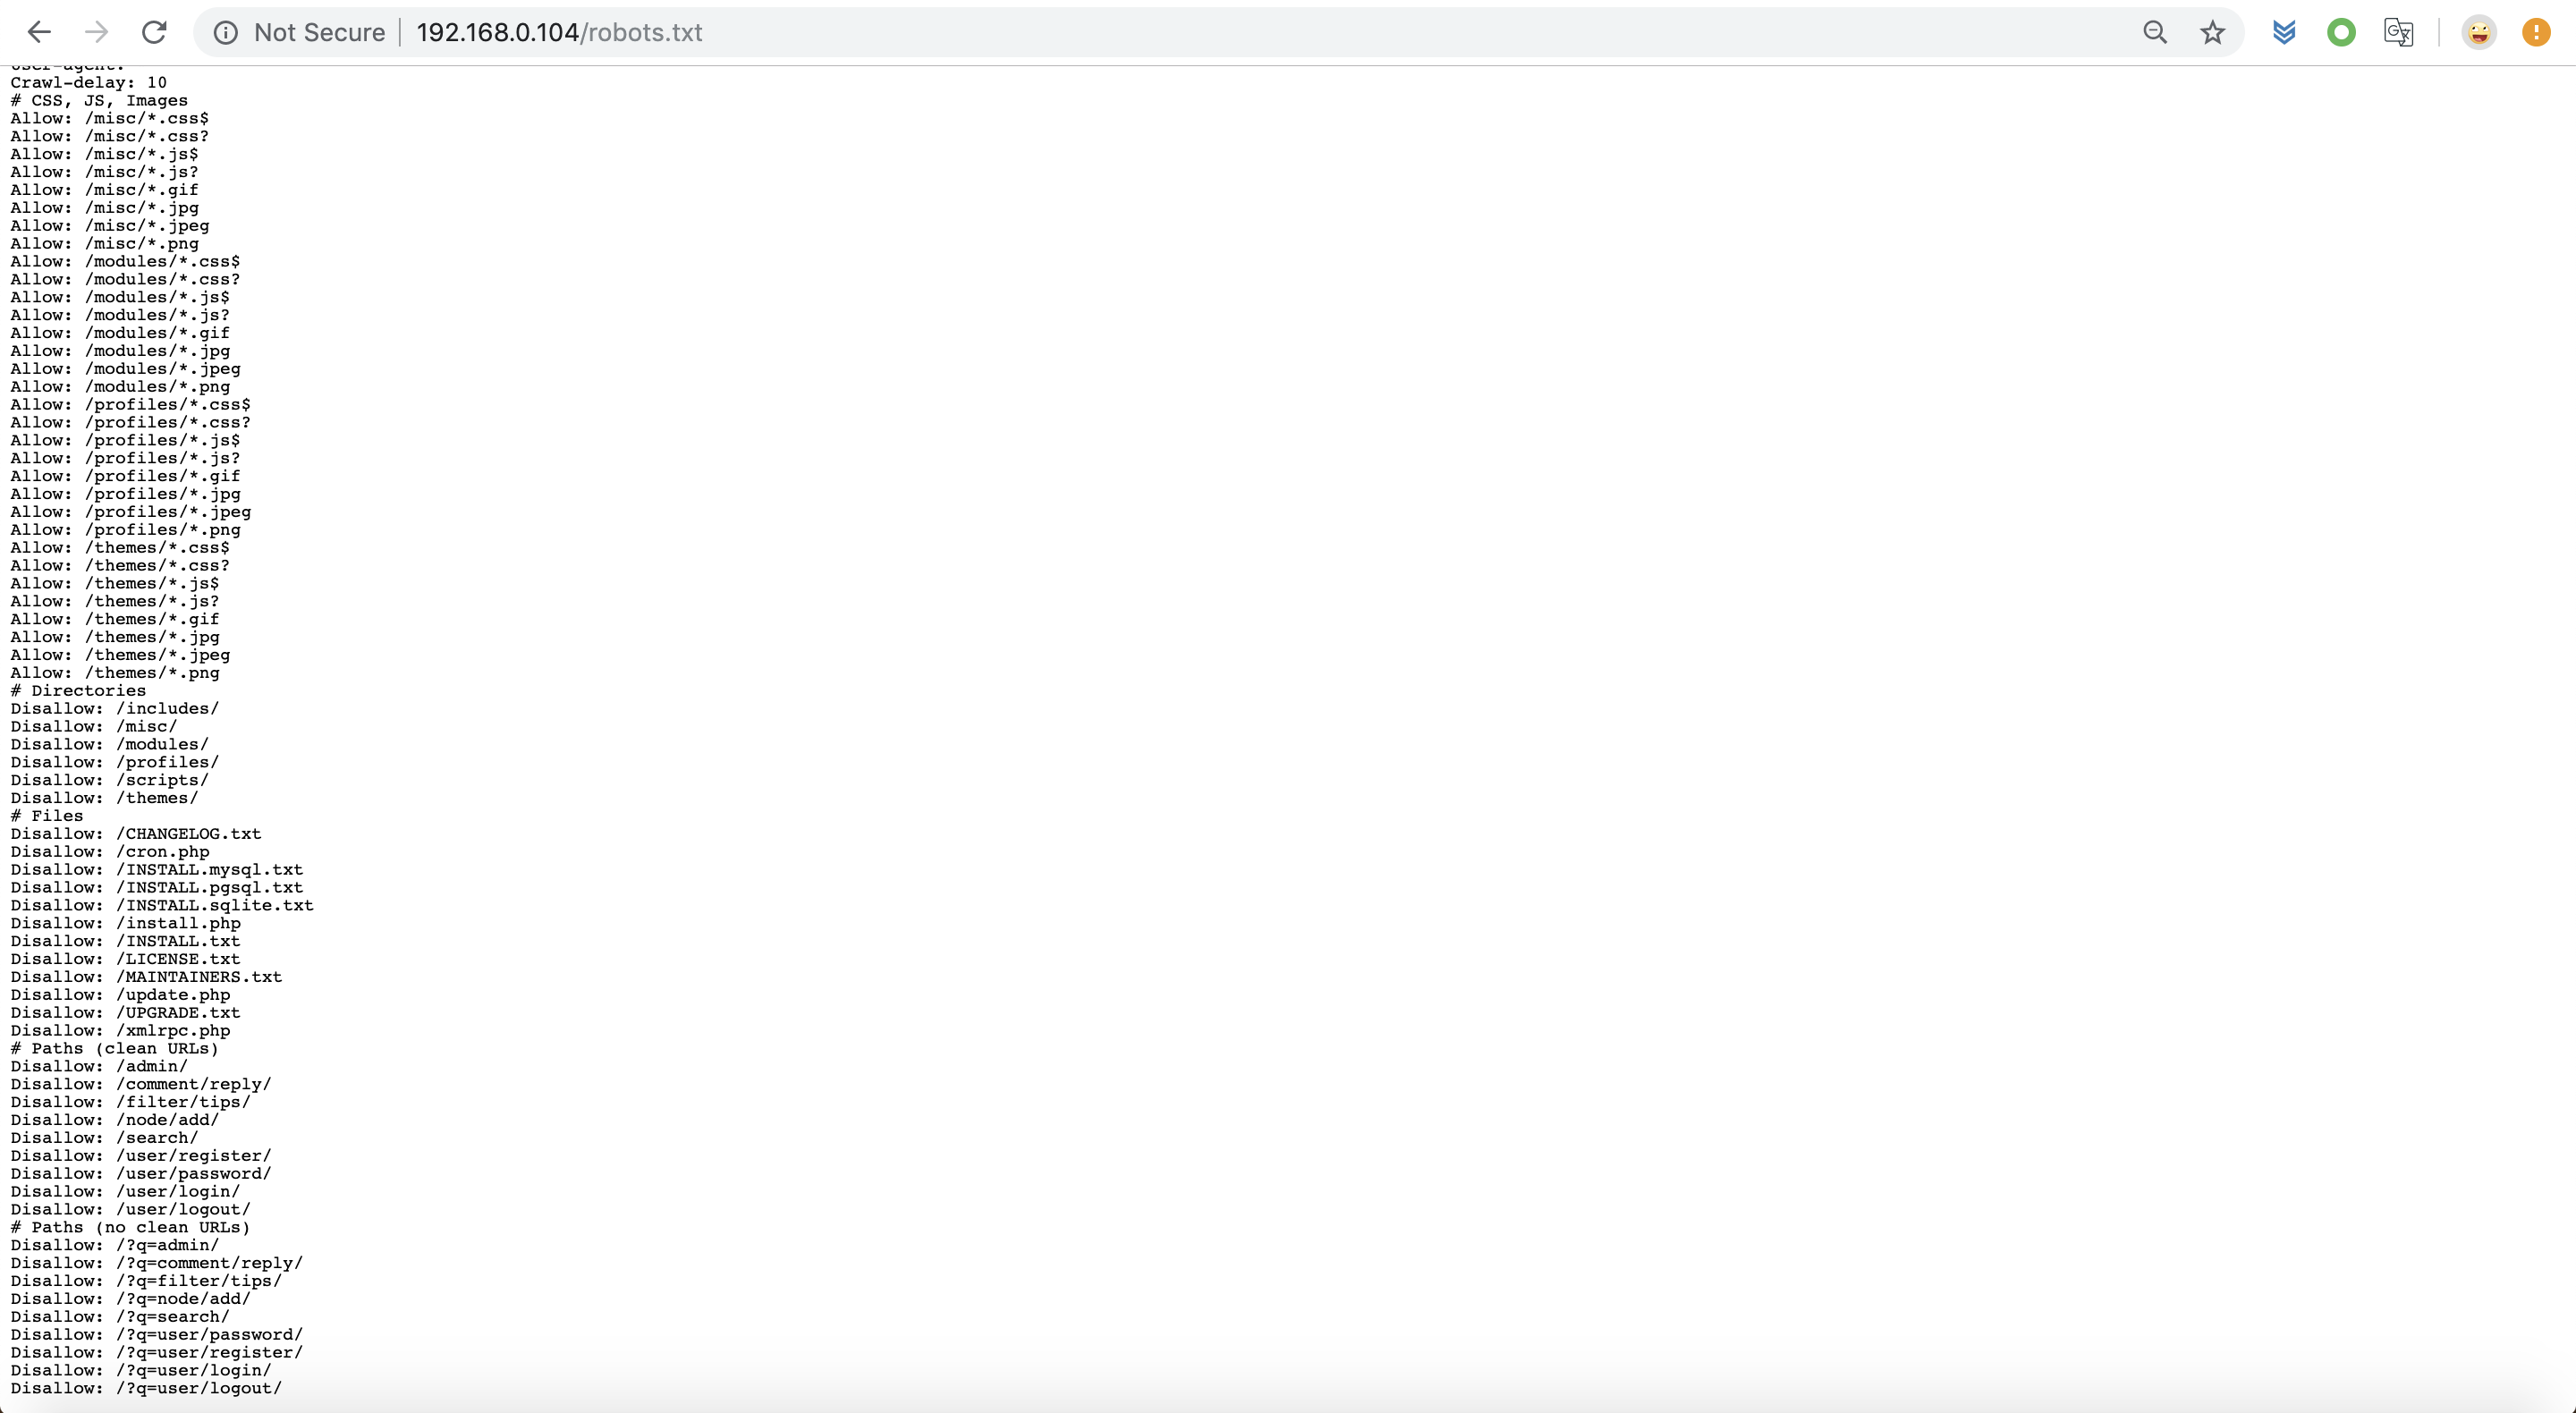 Not Secure | 192.168.0.104/robots.txt
Crawl-delay: 10
# CSS, JS, Images
Allow: /misc/*.css$
Allow: /misc/*.css?
Allow: /misc/*.js$
Allow: /misc/*.js?
Allow: /misc/*.gif
Allow: /misc/*.jpg
Allow: /misc/*.jpeg
Allow: /misc/*.png
Allow: /modules/*.css$
Allow: /modules/*.css?
Allow: /modules/*.js$
Allow: /modules/*.js?
Allow: /modules/*.gif
Allow: /modules/*.jpg
Allow: /modules/*.jpeg
Allow: /modules/*.png
Allow: /profiles/*.css$
Allow: /profiles/*.css?
Allow: /profiles/*.js$
Allow: /profiles/*.js?
Allow: /profiles/*.gif
Allow: /profiles/*.jpg
Allow: /profiles/*.jpeg
Allow: /profiles/*.png
Allow: /themes/*.css$
Allow: /themes/*.css?
Allow: /themes/*.js$
Allow: /themes/*.js?
Allow: /themes/*.gif
Allow: /themes/*.jpg
Allow: /themes/*.jpeg
Allow: /themes/*.png
# Directories
Disallow: /includes/
Disallow: /misc/
Disallow: /modules/
Disallow: /profiles/
Disallow: /scripts/
Disallow: /themes/
# Files
Disallow: /CHANGELOG.txt
Disallow: /cron.php
Disallow: /INSTALL.mysql.txt
Disallow: /INSTALL.pgsql.txt
Disallow: /INSTALL.sqlite.txt
Disallow: /install.php
Disallow: /INSTALL.txt
Disallow: /LICENSE.txt
Disallow: /MAINTAINERS.txt
Disallow: /update.php
Disallow: /UPGRADE.txt
Disallow: /xmlrpc.php
# Paths (clean URLs)
Disallow: /admin/
Disallow: /comment/reply/
Disallow: /filter/tips/
Disallow: /node/add/
Disallow: /search/
Disallow: /user/register/
Disallow: /user/password/
Disallow: /user/login/
Disallow: /user/logout/
# Paths (no clean URLs)
Disallow: /?q=admin/
Disallow: /?q=comment/reply/
Disallow: /?q=filter/tips/
Disallow: /?q=node/add/
Disallow: /?q=search/
Disallow: /?q=user/password/
Disallow: /?q=user/register/
Disallow: /?q=user/login/
Disallow: /?q=user/logout/